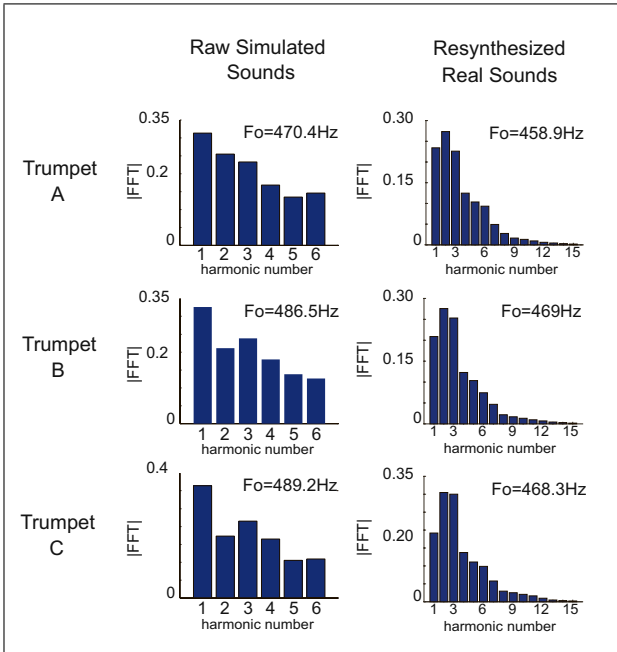 Raw Simulated
Sounds
Resynthesized
Real Sounds
Trumpet
A
|FFT|
0.35
0.2
0
Fo=470.4Hz
1 2 3 4 5 6
harmonic number
|FFT|
0.30
0.15
0
Fo=458.9Hz
1 3 6 9 12 15
harmonic number
Trumpet
B
|FFT|
0.35
0.2
0
Fo=486.5Hz
1 2 3 4 5 6
harmonic number
|FFT|
0.30
0.15
0
Fo=469Hz
1 3 6 9 12 15
harmonic number
Trumpet
C
|FFT|
0.4
0
Fo=489.2Hz
1 2 3 4 5 6
harmonic number
|FFT|
0.35
0.20
0
Fo=468.3Hz
1 3 6 9 12 15
harmonic number